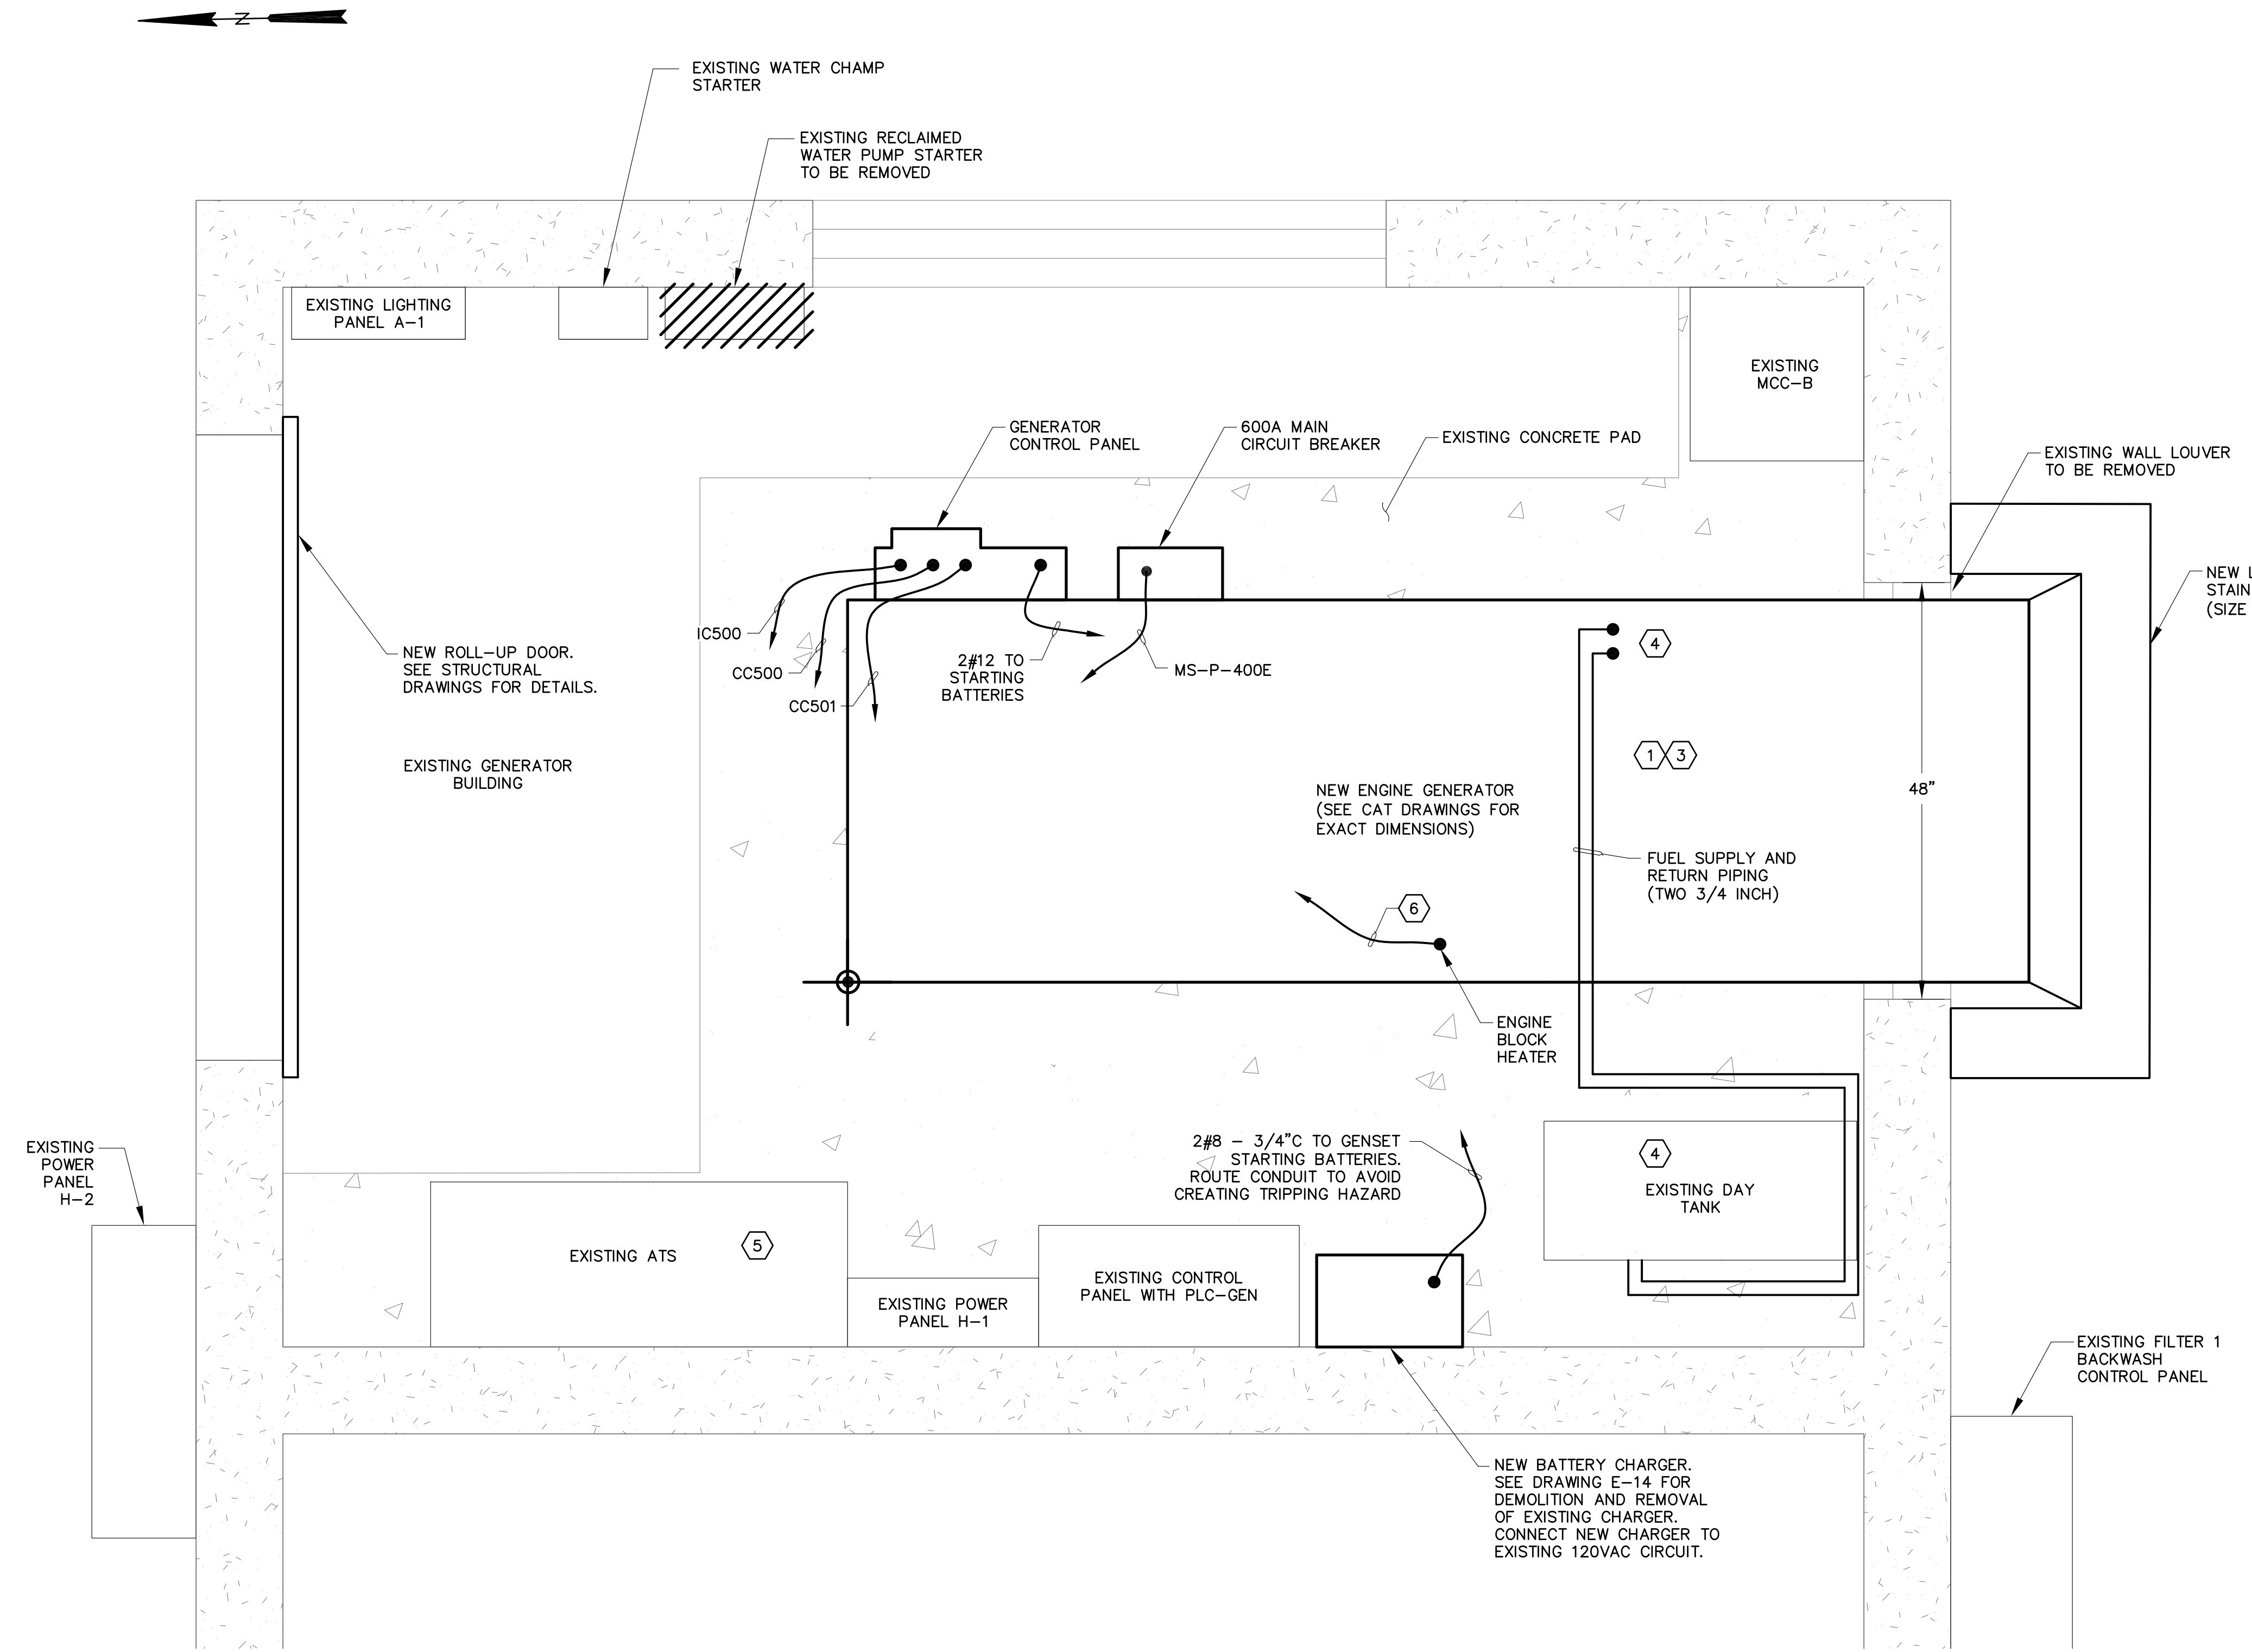 N
EXISTING WATER CHAMP
STARTER
EXISTING RECLAIMED
WATER PUMP STARTER
TO BE REMOVED
EXISTING LIGHTING
PANEL A-1
EXISTING
MCC-B
GENERATOR
CONTROL PANEL
600A MAIN
CIRCUIT BREAKER
EXISTING CONCRETE PAD
EXISTING WALL LOUVER
TO BE REMOVED
NEW L
STAIN
(SIZE
IC500
CC500
CC501
2#12 TO
STARTING
BATTERIES
MS-P-400E
4
NEW ROLL-UP DOOR.
SEE STRUCTURAL
DRAWINGS FOR DETAILS.
EXISTING GENERATOR
BUILDING
1 3
48"
NEW ENGINE GENERATOR
(SEE CAT DRAWINGS FOR
EXACT DIMENSIONS)
FUEL SUPPLY AND
RETURN PIPING
(TWO 3/4 INCH)
6
ENGINE
BLOCK
HEATER
EXISTING
POWER
PANEL
H-2
2#8 - 3/4"C TO GENSET
STARTING BATTERIES.
ROUTE CONDUIT TO AVOID
CREATING TRIPPING HAZARD
4
EXISTING DAY
TANK
EXISTING ATS
5
EXISTING POWER
PANEL H-1
EXISTING CONTROL
PANEL WITH PLC-GEN
EXISTING FILTER 1
BACKWASH
CONTROL PANEL
NEW BATTERY CHARGER.
SEE DRAWING E-14 FOR
DEMOLITION AND REMOVAL
OF EXISTING CHARGER.
CONNECT NEW CHARGER TO
EXISTING 120VAC CIRCUIT.